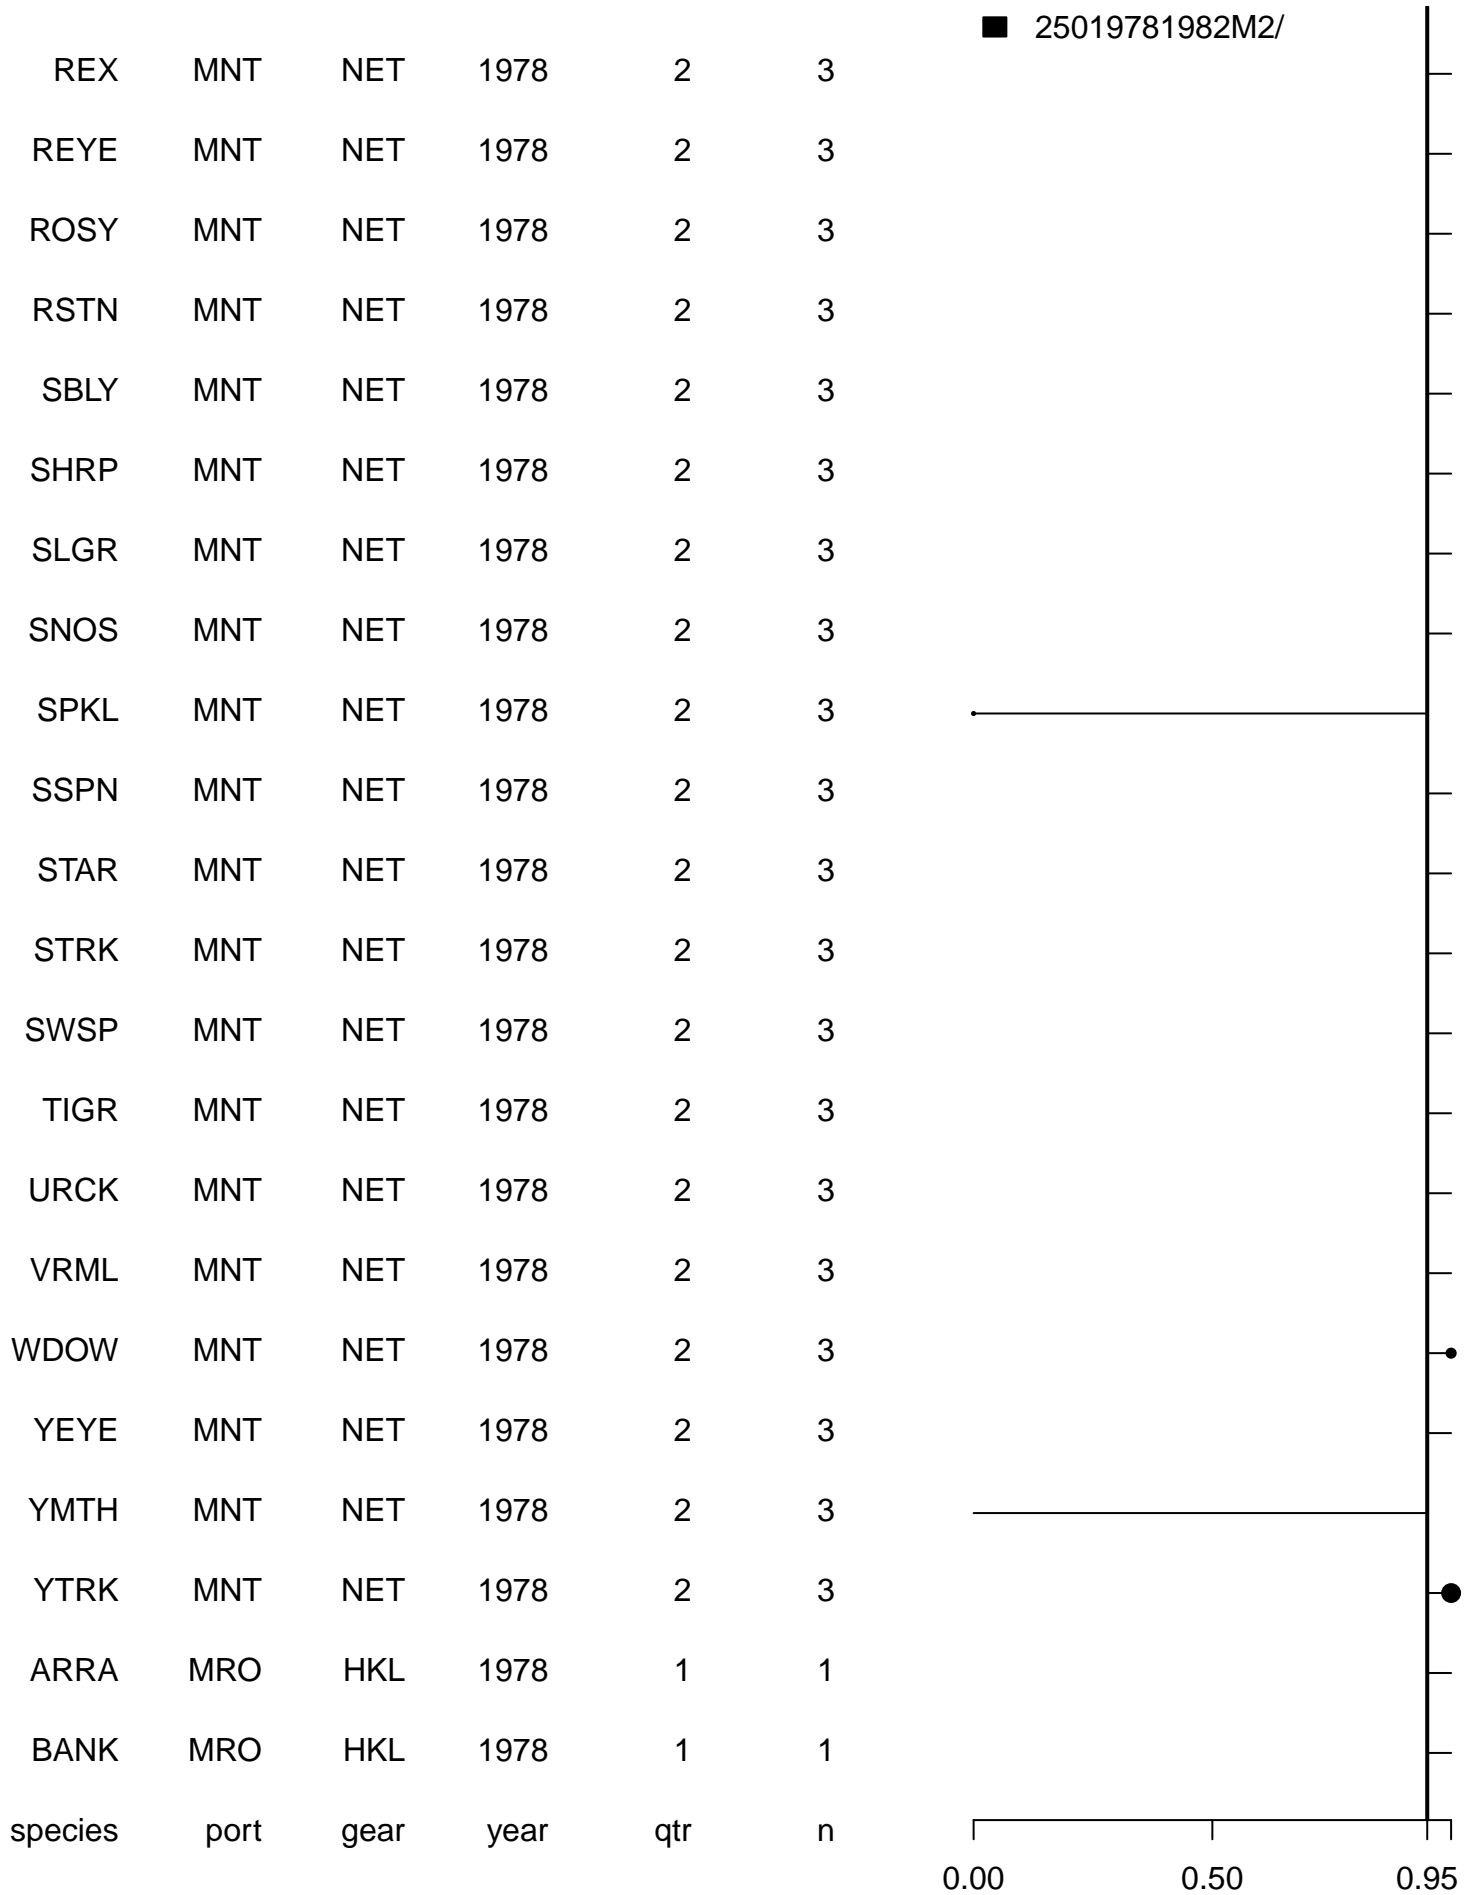 25019781982M2/
REX MNT NET 1978 2 3
REYE MNT NET 1978 2 3
ROSY MNT NET 1978 2 3
RSTN MNT NET 1978 2 3
SBLY MNT NET 1978 2 3
SHRP MNT NET 1978 2 3
SLGR MNT NET 1978 2 3
SNOS MNT NET 1978 2 3
SPKL MNT NET 1978 2 3
SSPN MNT NET 1978 2 3
STAR MNT NET 1978 2 3
STRK MNT NET 1978 2 3
SWSP MNT NET 1978 2 3
TIGR MNT NET 1978 2 3
URCK MNT NET 1978 2 3
VRML MNT NET 1978 2 3
WDOW MNT NET 1978 2 3
YEYE MNT NET 1978 2 3
YMTH MNT NET 1978 2 3
YTRK MNT NET 1978 2 3
ARRA MRO HKL 1978 1 1
BANK MRO HKL 1978 1 1
species port gear year qtr n
0.00 0.50 0.95